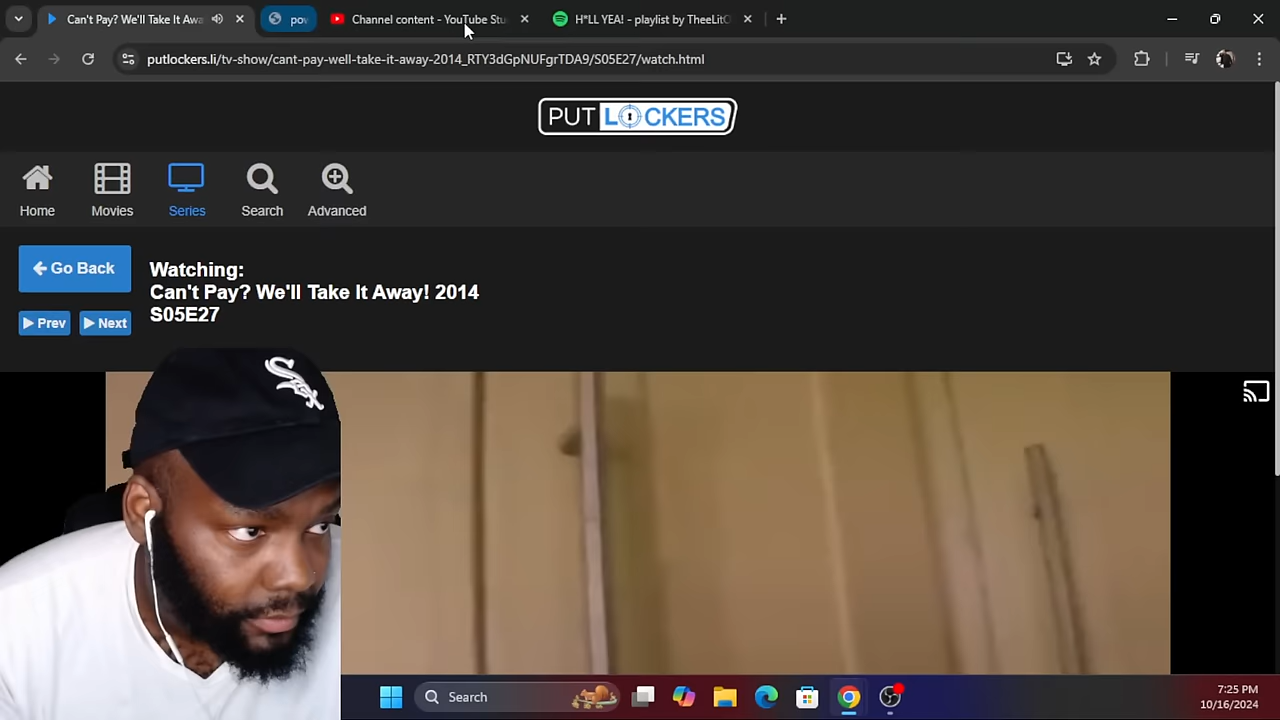 Can't Pay? We'll Take It Awa
pov
Channel content - YouTube Stu
H*LL YEA! - playlist by TheeLitO
putlockers.li/tv-show/cant-pay-well-take-it-away-2014_RTY3dGpNUFgrTDA9/S05E27/watch.html
PUT LOCKERS
Home
Movies
Series
Search
Advanced
Go Back
Watching:
Can't Pay? We'll Take It Away! 2014
S05E27
Prev
Next
Search
7:25 PM
10/16/2024